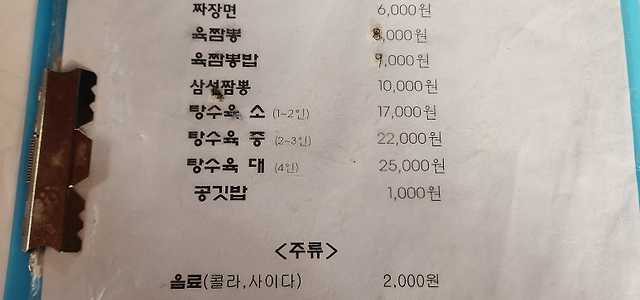 짜장면 6,000원
육짬뽕 8,000원
육짬뽕밥 9,000원
삼선짬뽕 10,000원
탕수육 소 (1~2인) 17,000원
탕수육 중 (2~3인) 22,000원
탕수육 대 (4인) 25,000원
공깃밥 1,000원
<주류>
음료(콜라,사이다) 2,000원